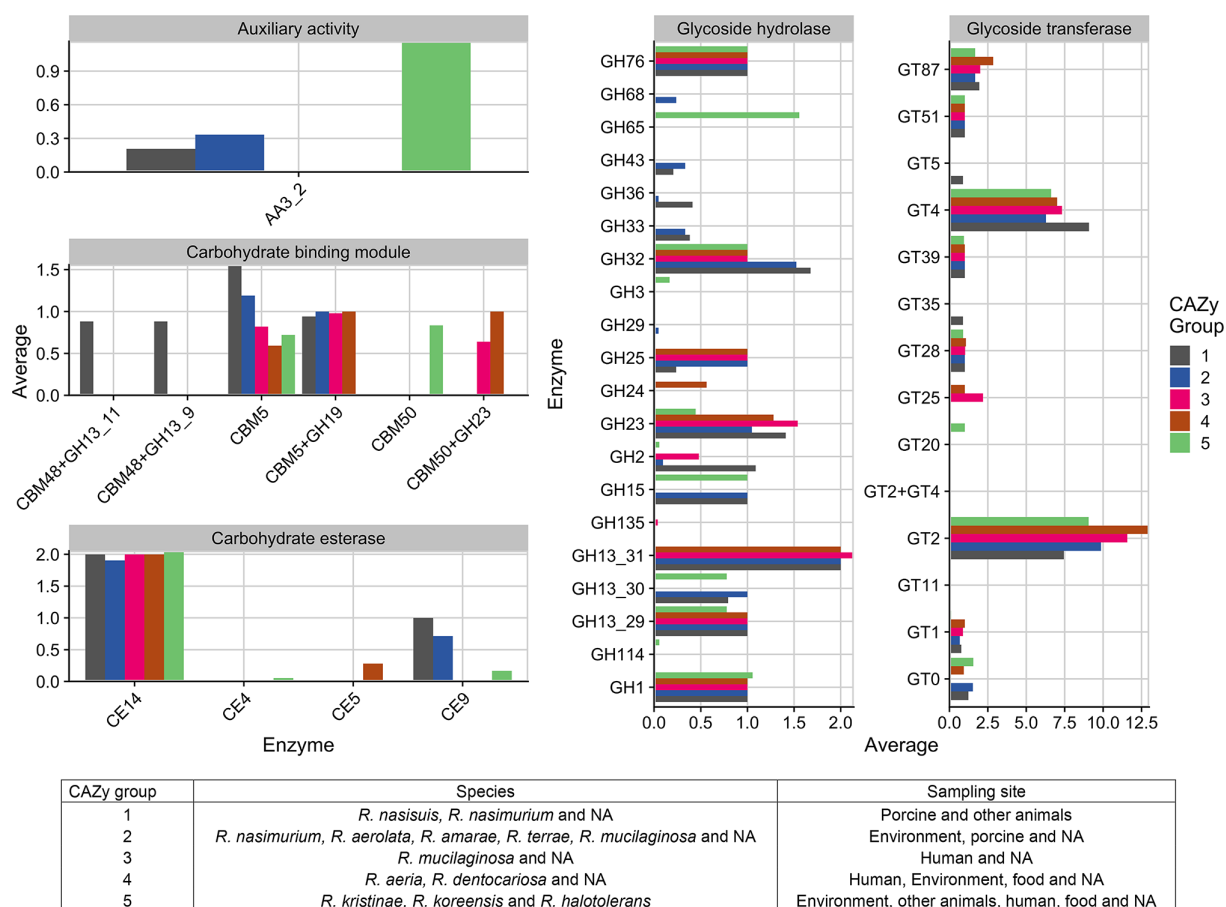 Auxiliary activity
0.9
0.6
0.3
0.0
AA3_2
Carbohydrate binding module
1.5
1.0
0.5
0.0
CBM48+GH13_11
CBM48+GH13_9
CBM5
CBM5+GH19
CBM50
CBM50+GH23
Average
Carbohydrate esterase
2.0
1.5
1.0
0.5
0.0
CE14
CE4
CE5
CE9
Enzyme
Glycoside hydrolase
GH76
GH68
GH65
GH43
GH36
GH33
GH32
GH3
GH29
GH25
GH24
GH23
GH2
GH15
GH135
GH13_31
GH13_30
GH13_29
GH114
GH1
0.0 0.5 1.0 1.5 2.0
Enzyme
Glycoside transferase
GT87
GT51
GT5
GT4
GT39
GT35
GT28
GT25
GT20
GT2+GT4
GT2
GT11
GT1
GT0
0.0 2.5 5.0 7.5 10.0 12.5
Average
CAZy
Group
1
2
3
4
5
CAZy group Species Sampling site
1 R. nasisuis, R. nasimurium and NA Porcine and other animals
2 R. nasimurium, R. aerolata, R. amarae, R. terrae, R. mucilaginosa and NA Environment, porcine and NA
3 R. mucilaginosa and NA Human and NA
4 R. aeria, R. dentocariosa and NA Human, Environment, food and NA
5 R. kristinae, R. koreensis and R. halotolerans Environment, other animals, human, food and NA